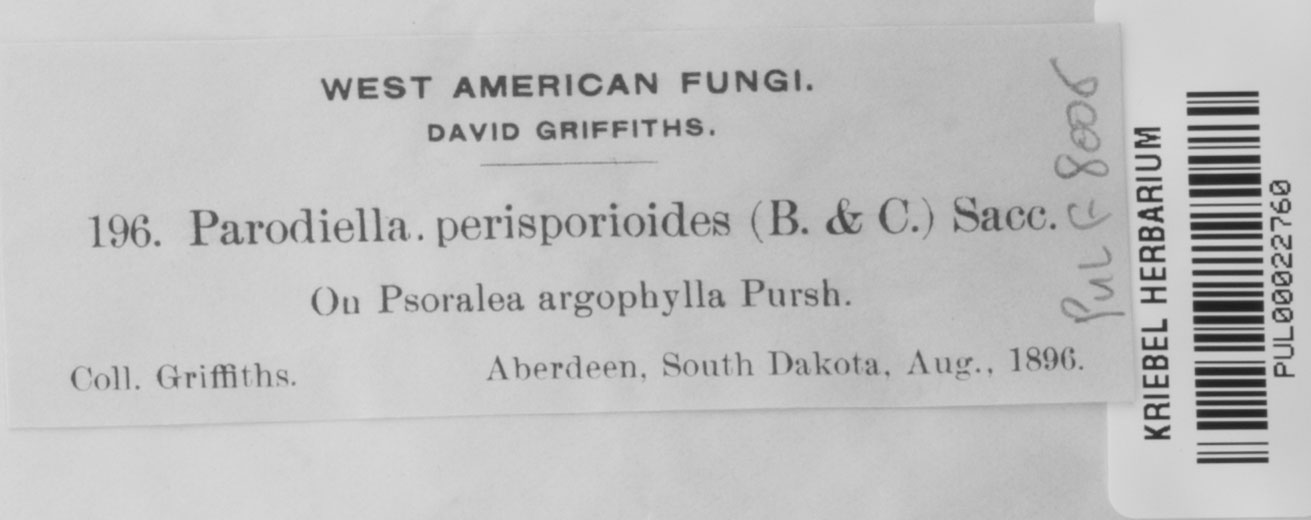 WEST AMERICAN FUNGI.
DAVID GRIFFITHS.
196. Parodiella. perisporioides (B. & C.) Sacc.
On Psoralea argophylla Pursh.
Coll. Griffiths.
Aberdeen, South Dakota, Aug., 1896.
PUL F 8005
KRIEBEL HERBARIUM
PUL00022760